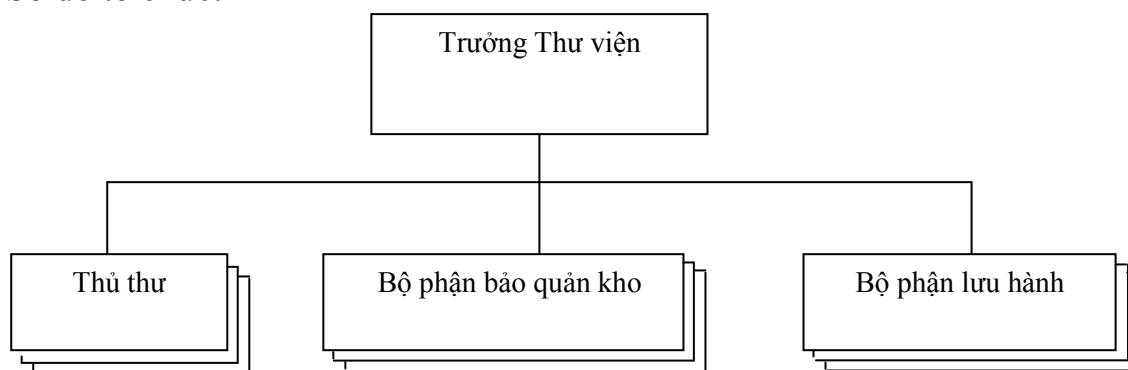 Trưởng Thư viện
Thủ thư
Bộ phận bảo quản kho
Bộ phận lưu hành